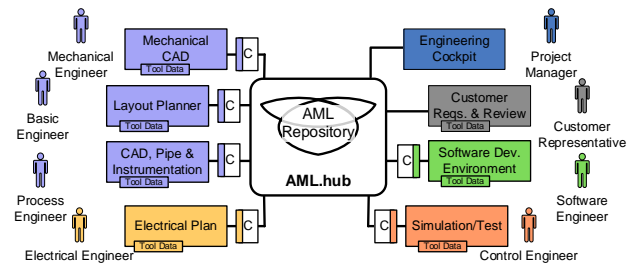 Mechanical
Engineer
Mechanical
CAD
Tool Data
C
Engineering
Cockpit
Project
Manager
Basic
Engineer
Layout Planner
Tool Data
C
AML
Repository
AML.hub
Customer
Reqs. & Review
Tool Data
Customer
Representative
Process
Engineer
CAD, Pipe &
Instrumentation
Tool Data
C
C
Software Dev.
Environment
Tool Data
Software
Engineer
Electrical Engineer
Electrical Plan
Tool Data
C
C
Simulation/Test
Tool Data
Control Engineer